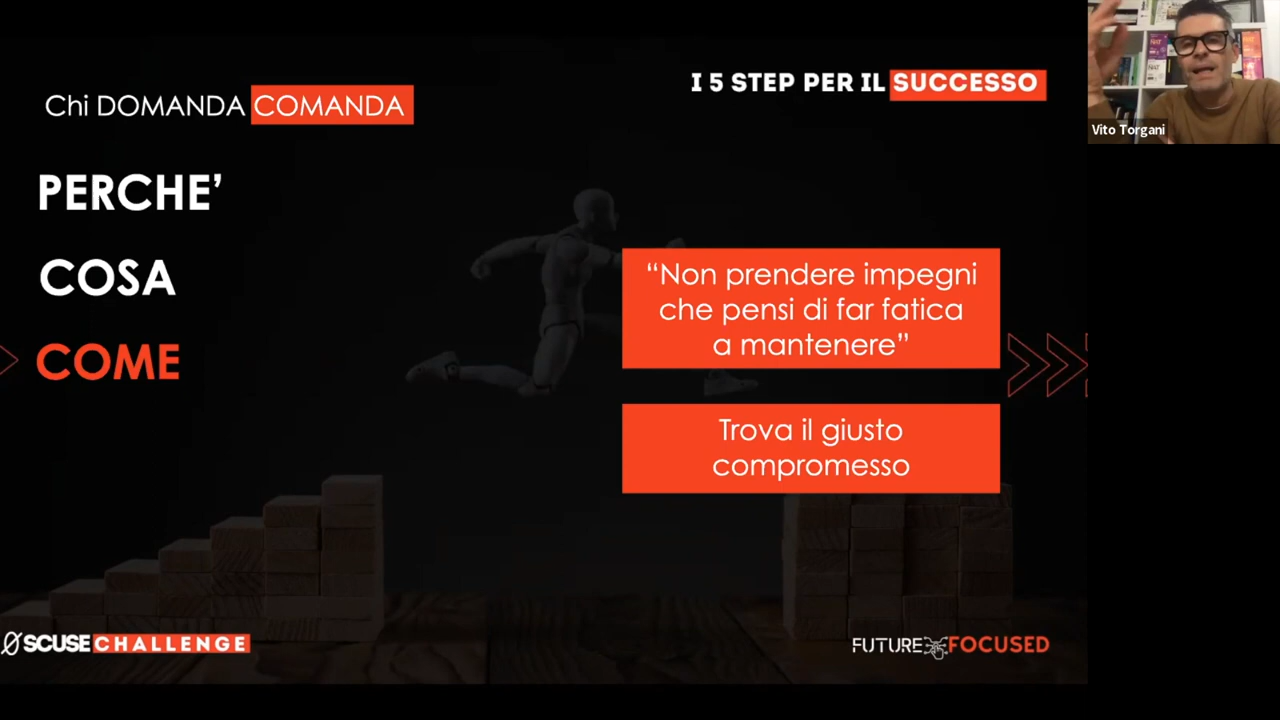 I 5 STEP PER IL SUCCESSO
Chi DOMANDA COMANDA
PERCHE’
COSA
COME
“Non prendere impegni
che pensi di far fatica
a mantenere”
Trova il giusto
compromesso
Ø SCUSE CHALLENGE
FUTURE FOCUSED
Vito Torgani